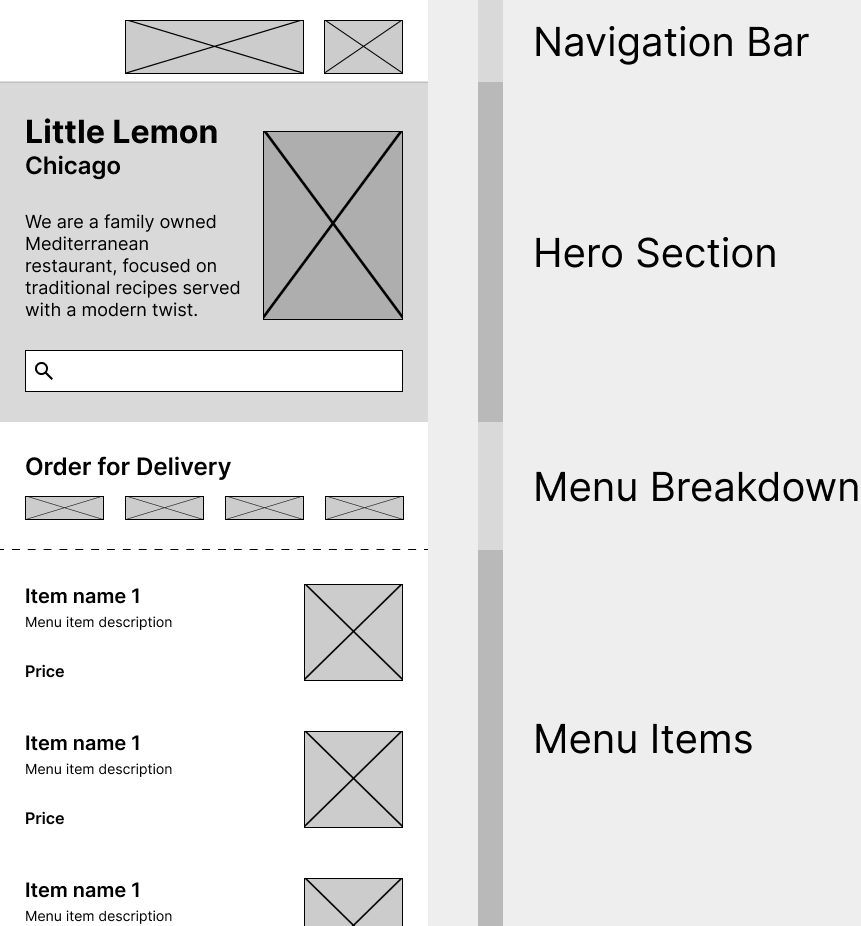 Navigation Bar
Little Lemon
Chicago
We are a family owned
Mediterranean
restaurant, focused on
traditional recipes served
with a modern twist.
Hero Section
Order for Delivery
Menu Breakdown
Item name 1
Menu item description
Price
Item name 1
Menu item description
Price
Menu Items
Item name 1
Menu item description